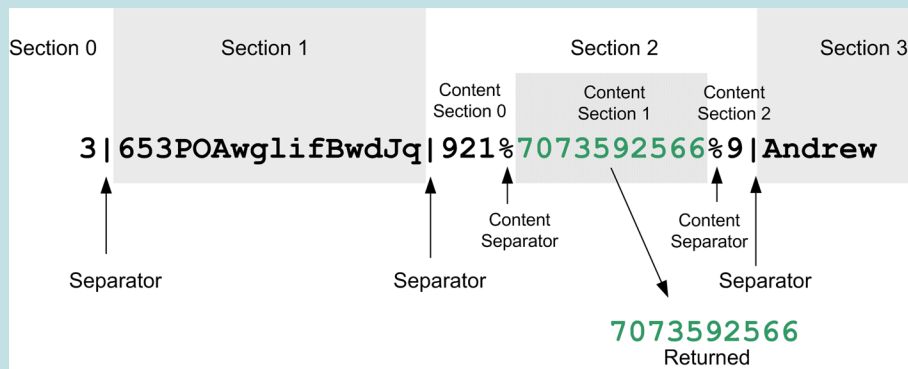 Section 0 Section 1 Section 2 Section 3
Content Section 0
Content Section 1
Content Section 2
3|653POAwglifBwdJq|921%7073592566%9|Andrew
Content Separator
Content Separator
Separator Separator Separator
7073592566
Returned